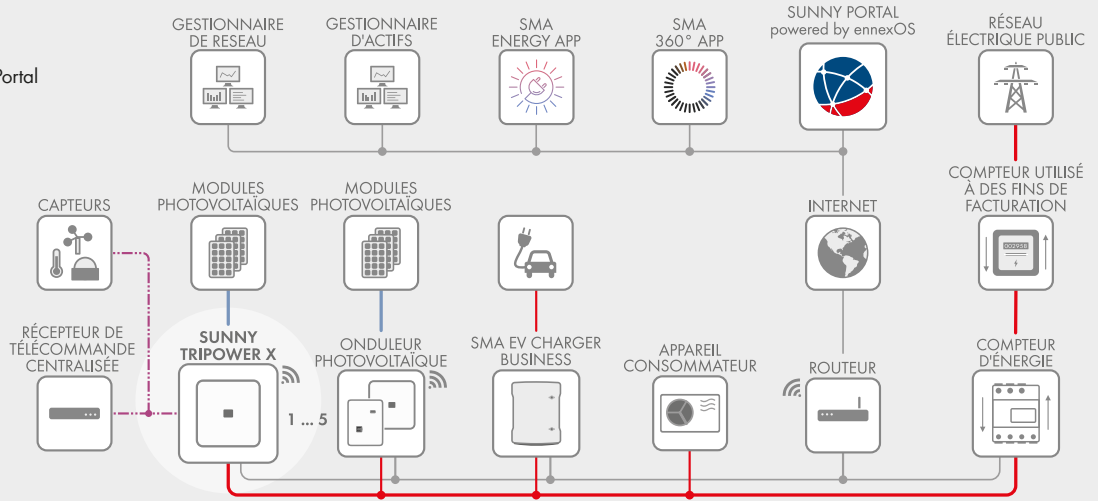 GESTIONNAIRE
DE RESEAU
GESTIONNAIRE
D'ACTIFS
SMA
ENERGY APP
SMA
360° APP
SUNNY PORTAL
powered by ennexOS
RÉSEAU
ÉLECTRIQUE PUBLIC
Portal
CAPTEURS
MODULES
PHOTOVOLTAÏQUES
MODULES
PHOTOVOLTAÏQUES
INTERNET
COMPTEUR UTILISÉ
À DES FINS DE
FACTURATION
002958
RÉCEPTEUR DE
TÉLÉCOMMANDE
CENTRALISÉE
SUNNY
TRIPOWER X
1 ... 5
ONDULEUR
PHOTOVOLTAÏQUE
SMA EV CHARGER
BUSINESS
APPAREIL
CONSOMMATEUR
ROUTEUR
COMPTEUR
D'ÉNERGIE